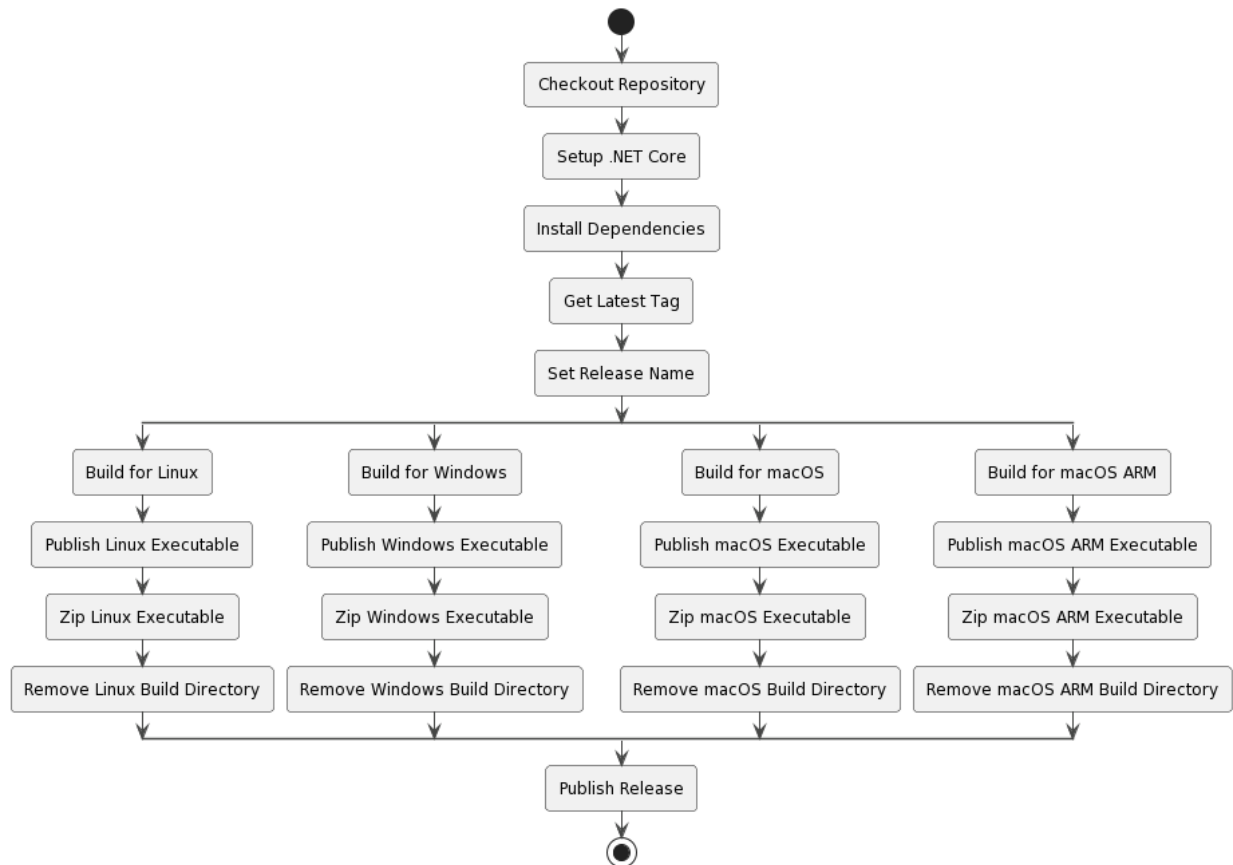 Checkout Repository
Setup .NET Core
Install Dependencies
Get Latest Tag
Set Release Name
Build for Linux
Publish Linux Executable
Zip Linux Executable
Remove Linux Build Directory
Build for Windows
Publish Windows Executable
Zip Windows Executable
Remove Windows Build Directory
Build for macOS
Publish macOS Executable
Zip macOS Executable
Remove macOS Build Directory
Build for macOS ARM
Publish macOS ARM Executable
Zip macOS ARM Executable
Remove macOS ARM Build Directory
Publish Release